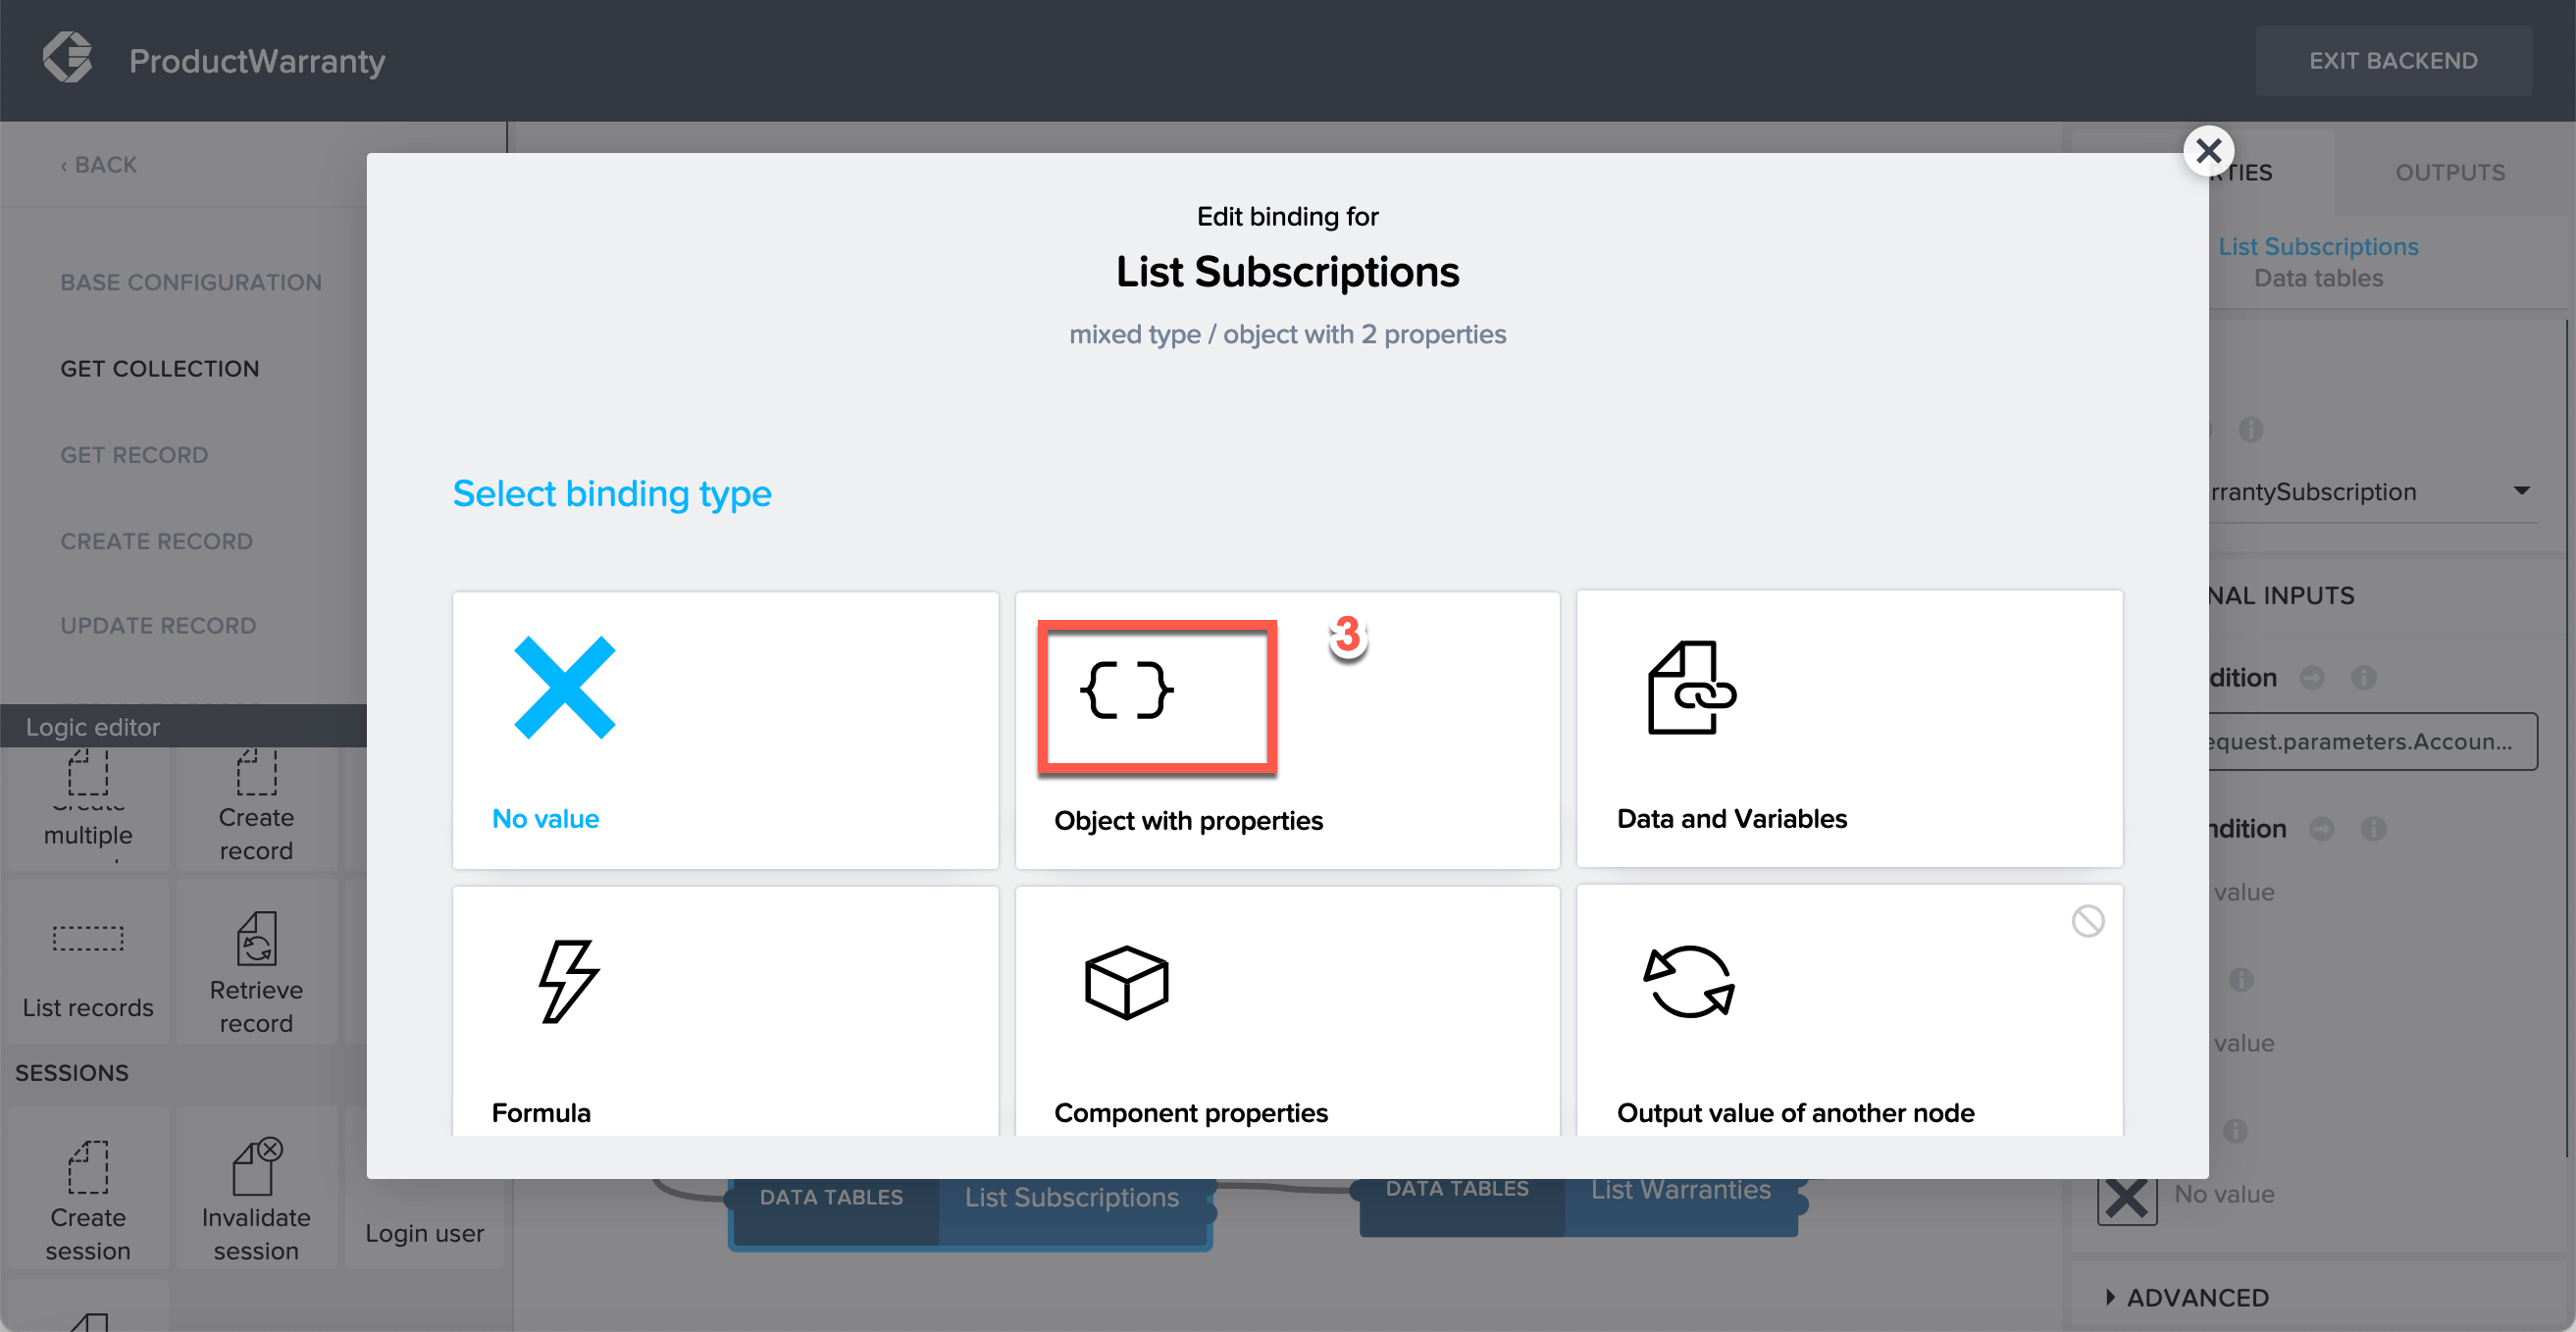 ProductWarranty
EXIT BACKEND
‹ BACK
BASE CONFIGURATION
GET COLLECTION
GET RECORD
CREATE RECORD
UPDATE RECORD
Logic editor
Create
multiple
Create
record
List records
Retrieve
record
SESSIONS
Create
session
Invalidate
session
Login user
Edit binding for
List Subscriptions
mixed type / object with 2 properties
Select binding type
No value
3
Object with properties
Data and Variables
Formula
Component properties
Output value of another node
DATA TABLES
List Subscriptions
DATA TABLES
List Warranties
RTIES
OUTPUTS
List Subscriptions
Data tables
rrantySubscription
NAL INPUTS
dition
equest.parameters.Accoun...
ndition
value
value
No value
ADVANCED